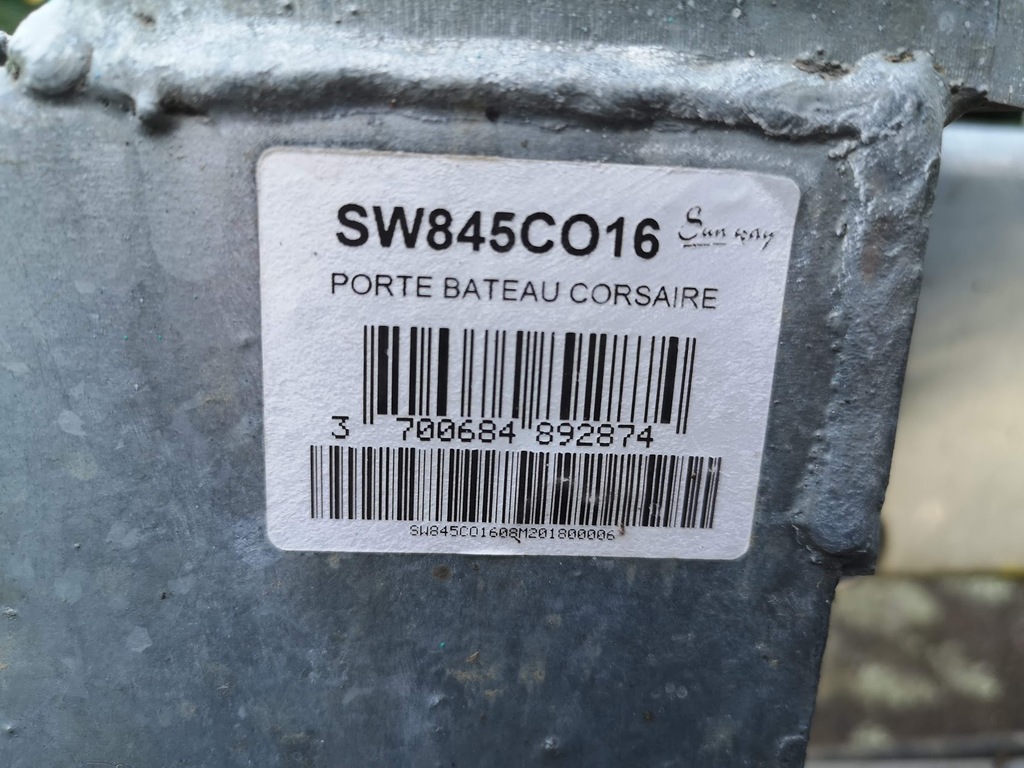 SW845CO16 Sun way
PORTE BATEAU CORSAIRE
3 700684 892874
SW845CO1608M201800006